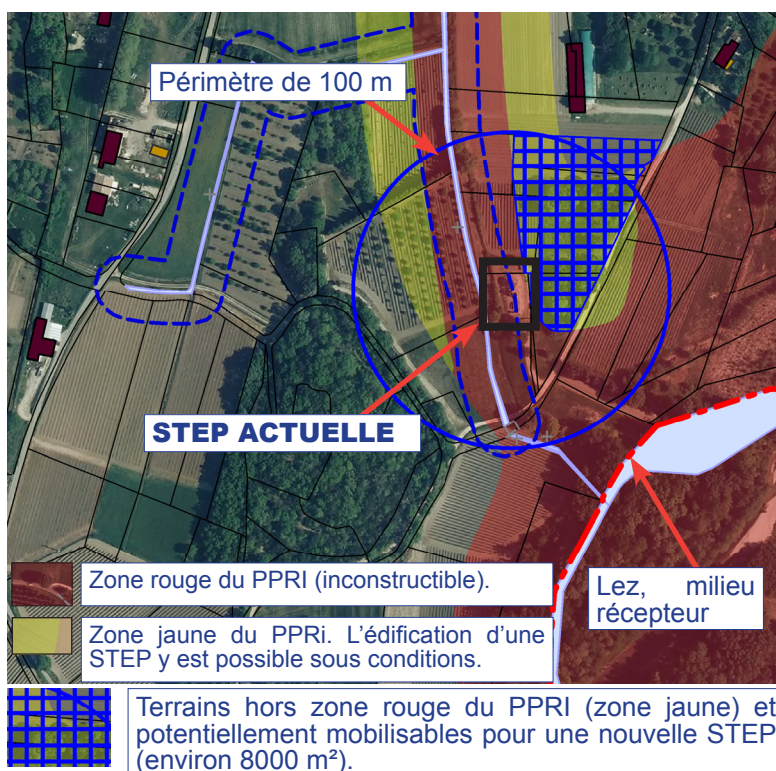 Périmètre de 100 m
STEP ACTUELLE
Zone rouge du PPRI (inconstructible).
Lez, milieu
récepteur
Zone jaune du PPRi. L'édification d'une
STEP y est possible sous conditions.
Terrains hors zone rouge du PPRI (zone jaune) et
potentiellement mobilisables pour une nouvelle STEP
(environ 8000 m²).